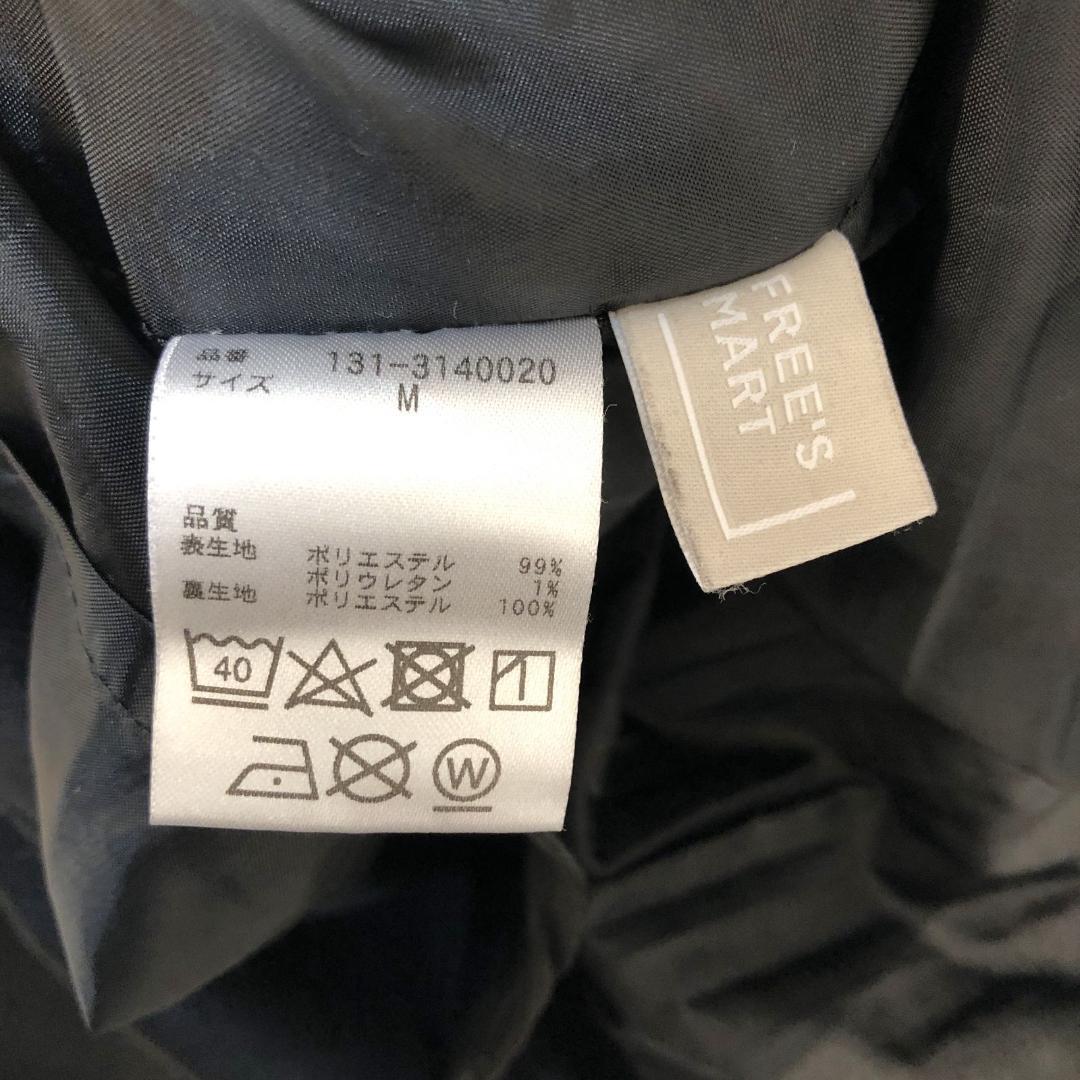 品番 131-3140020
サイズ M
品質
表生地 ポリエステル 99%
ポリウレタン 1%
裏生地 ポリエステル 100%
40
W
FREE'S
MART